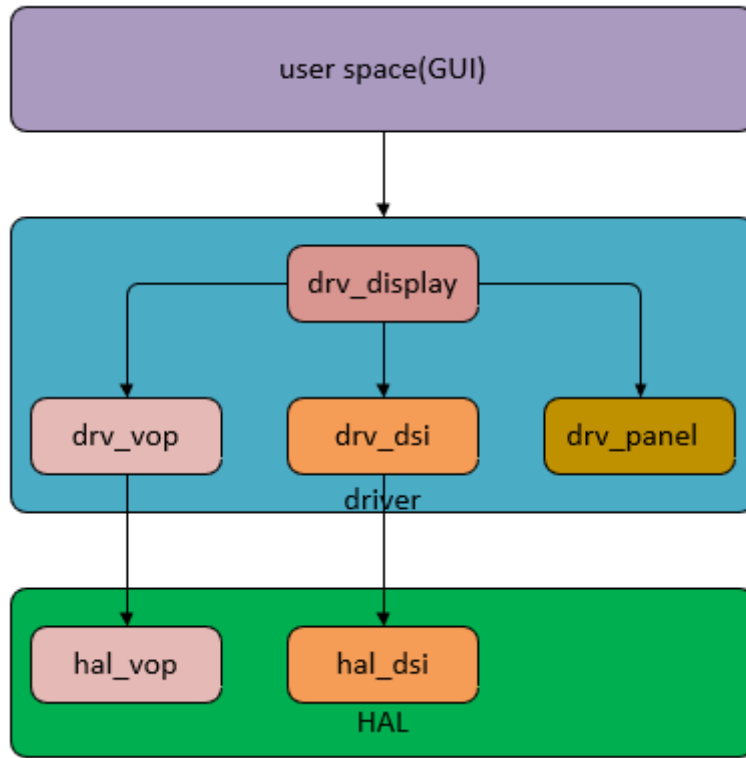 user space(GUI)
drv_display
drv_vop
drv_dsi
drv_panel
driver
hal_vop
hal_dsi
HAL